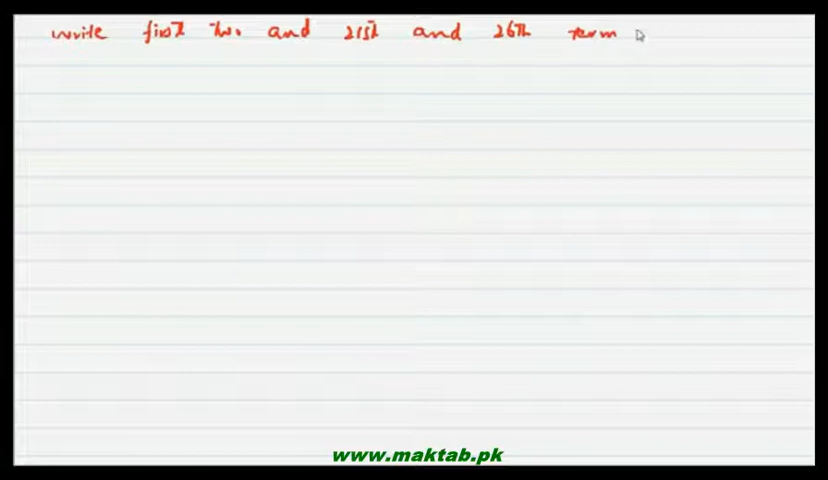 write first two and 21st and 26th term
www.maktab.pk